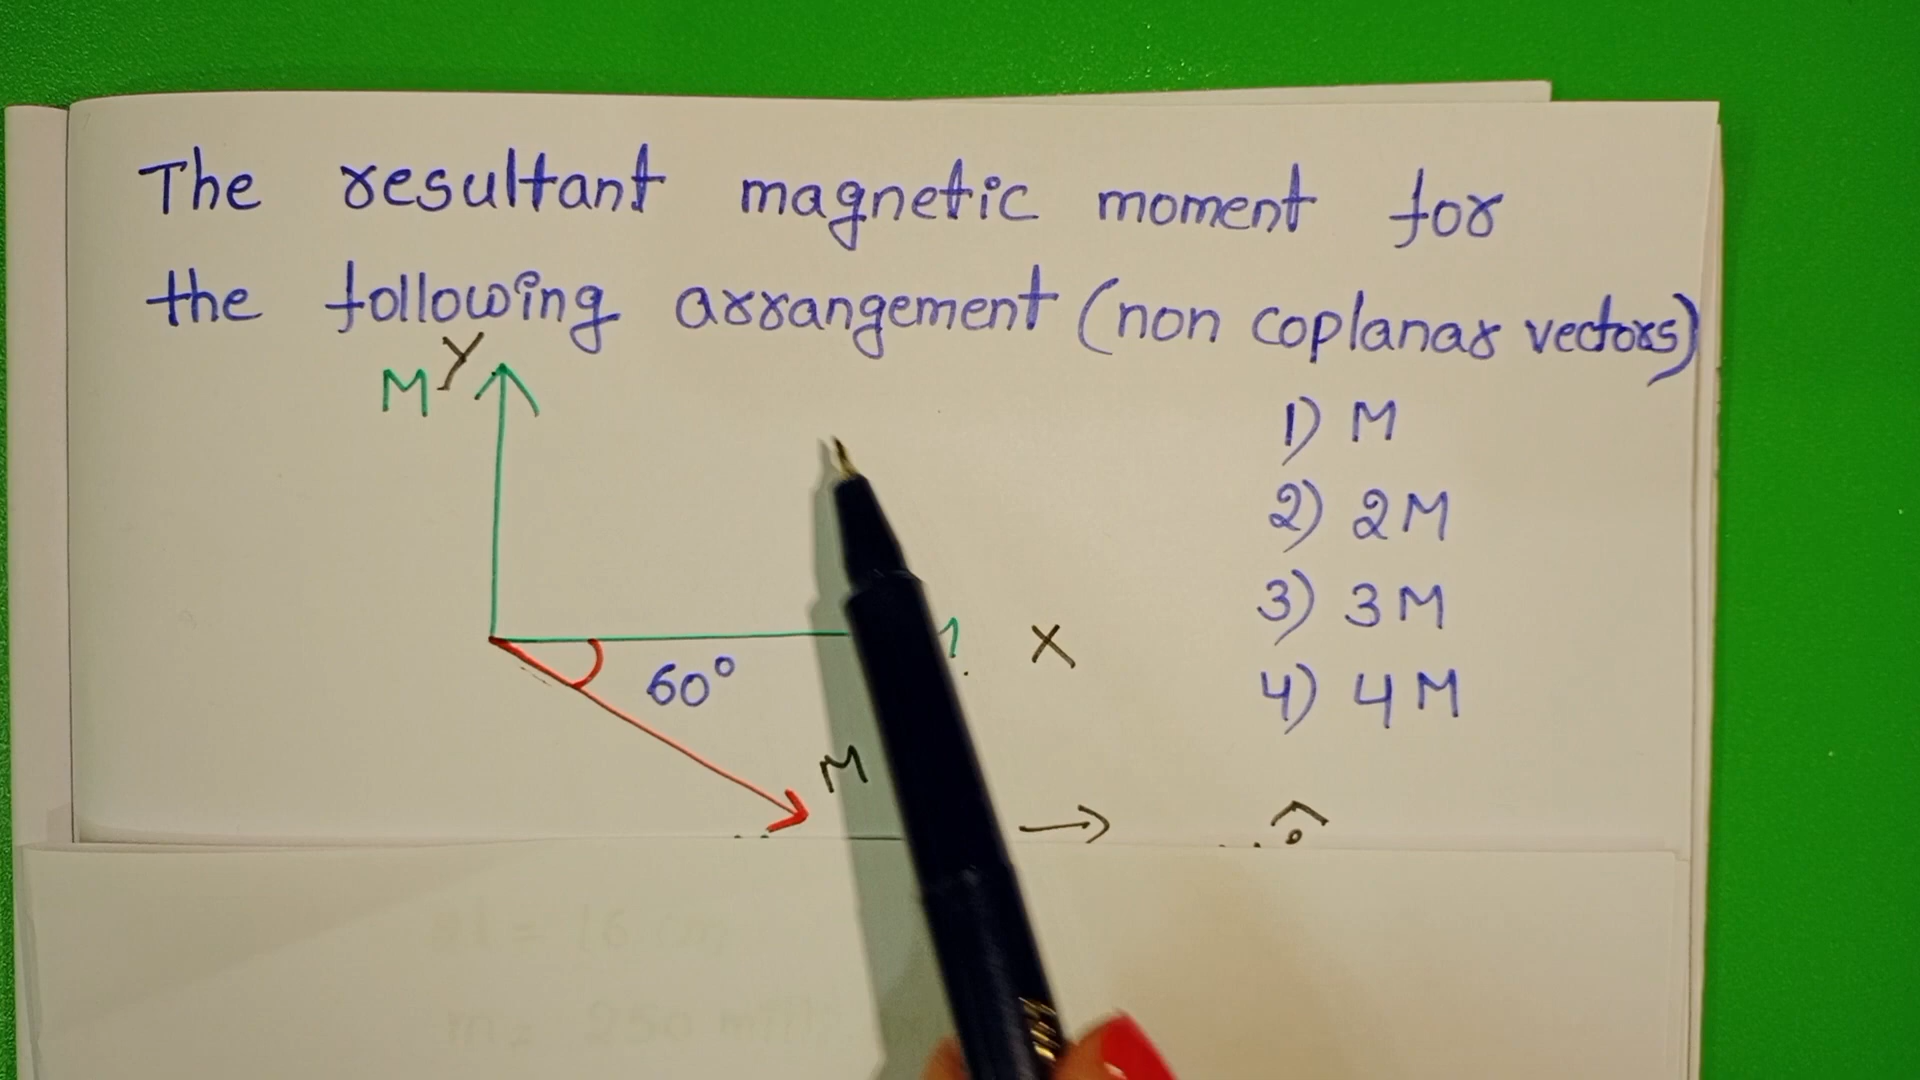 The resultant magnetic moment for
the following arrangement (non coplanar vectors)
M Y
1) M
2) 2M
3) 3M
4) 4M
X
60°
M